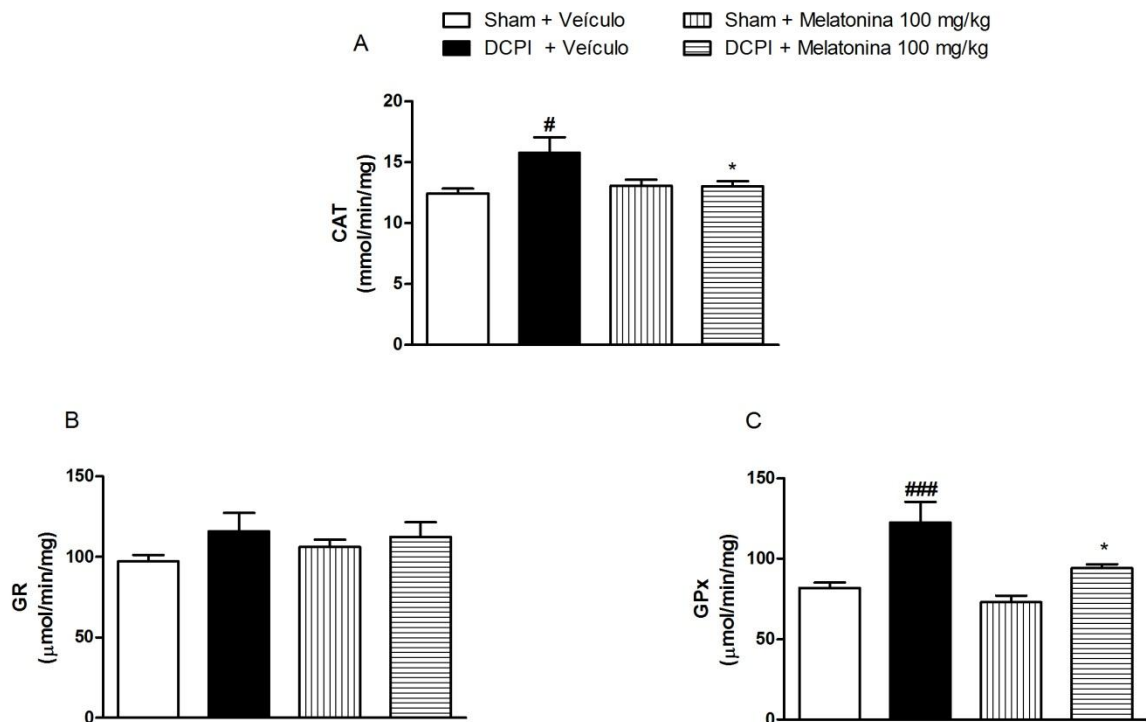 Sham + Veículo
Sham + Melatonina 100 mg/kg
DCPI + Veículo
DCPI + Melatonina 100 mg/kg
A
20
15
10
5
0
CAT
(mmol/min/mg)
#
*
B
150
100
50
0
GR
(µmol/min/mg)
C
150
100
50
0
GPx
(µmol/min/mg)
###
*